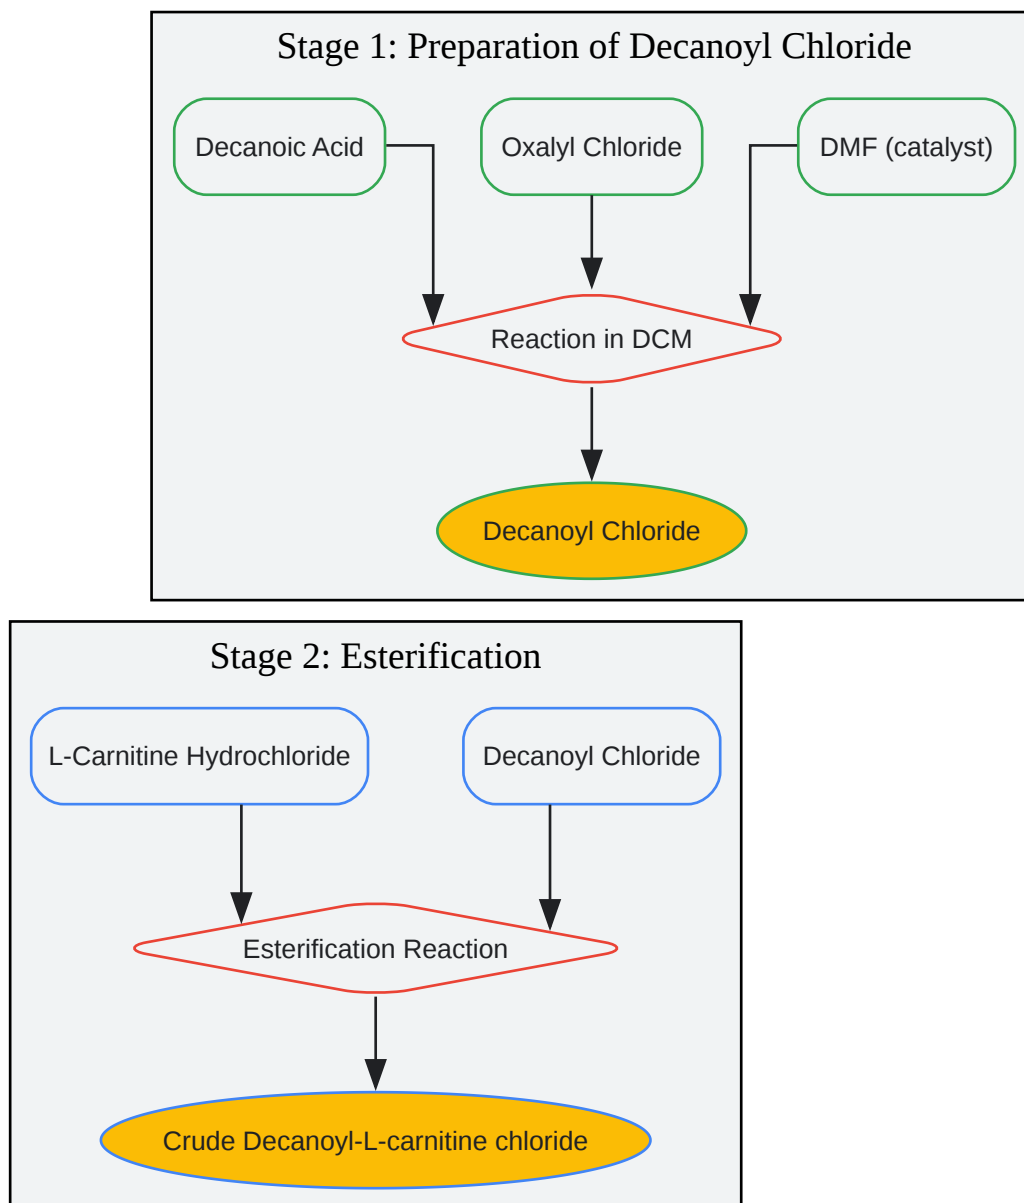 Stage 1: Preparation of Decanoyl Chloride
Decanoic Acid
Oxalyl Chloride
DMF (catalyst)
Reaction in DCM
Decanoyl Chloride
Stage 2: Esterification
L-Carnitine Hydrochloride
Decanoyl Chloride
Esterification Reaction
Crude Decanoyl-L-carnitine chloride